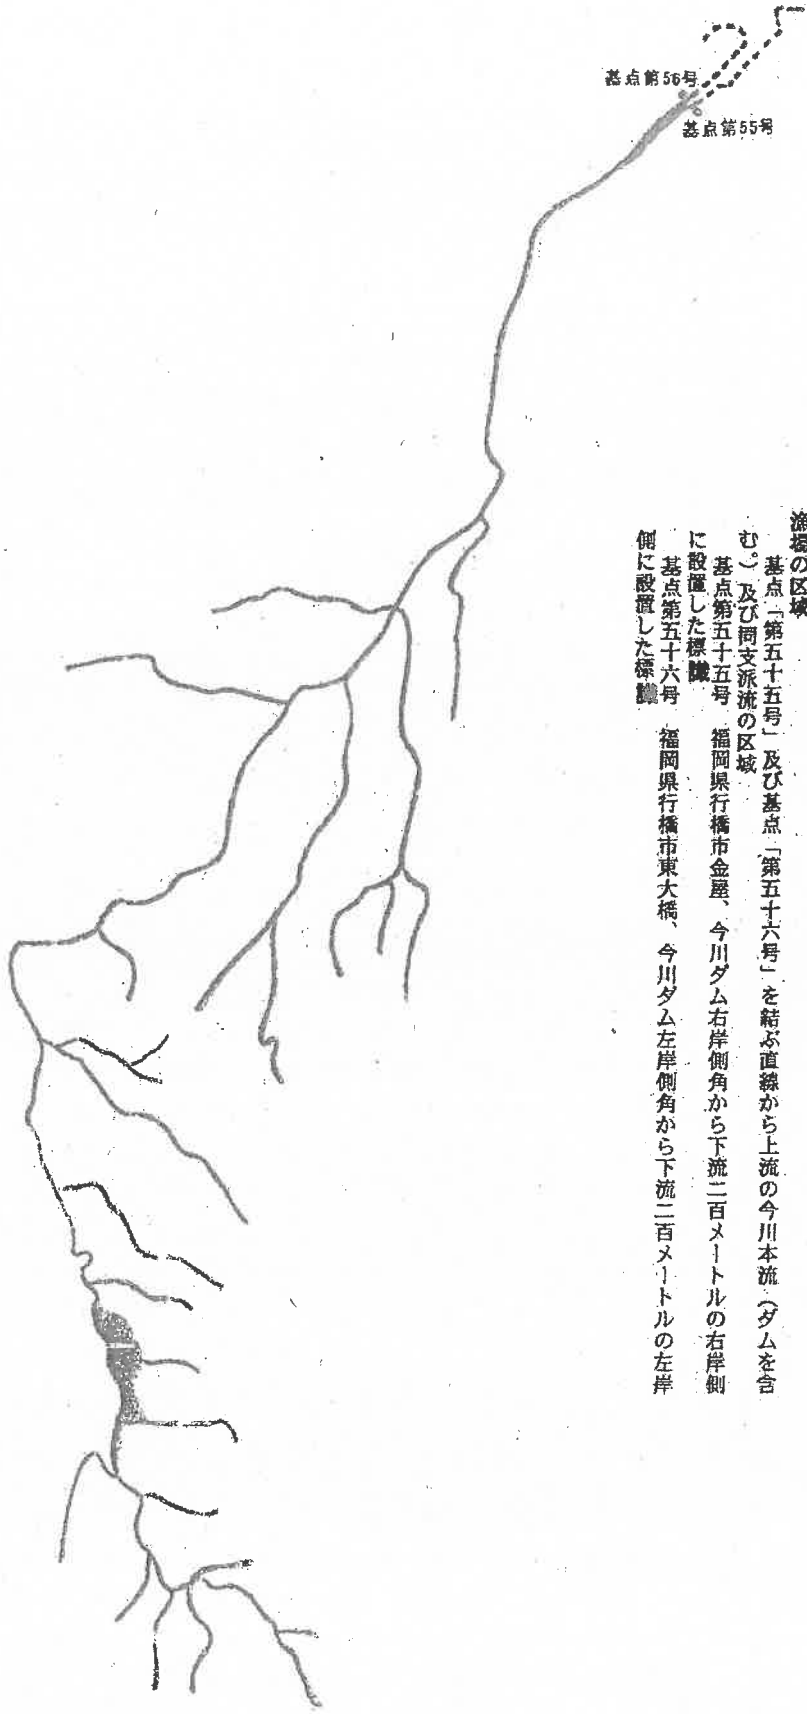 基点第56号
基点第55号
漁場の区域
基点「第五十五号」及び基点「第五十六号」を結ぶ直線から上流の今川本流（ダムを含
む。）及び同支派流の区域
基点第五十五号　福岡県行橋市金屋、今川ダム右岸側角から下流二百メートルの右岸側
に設置した標識
基点第五十六号　福岡県行橋市東大橋、今川ダム左岸側角から下流二百メートルの左岸
側に設置した標識